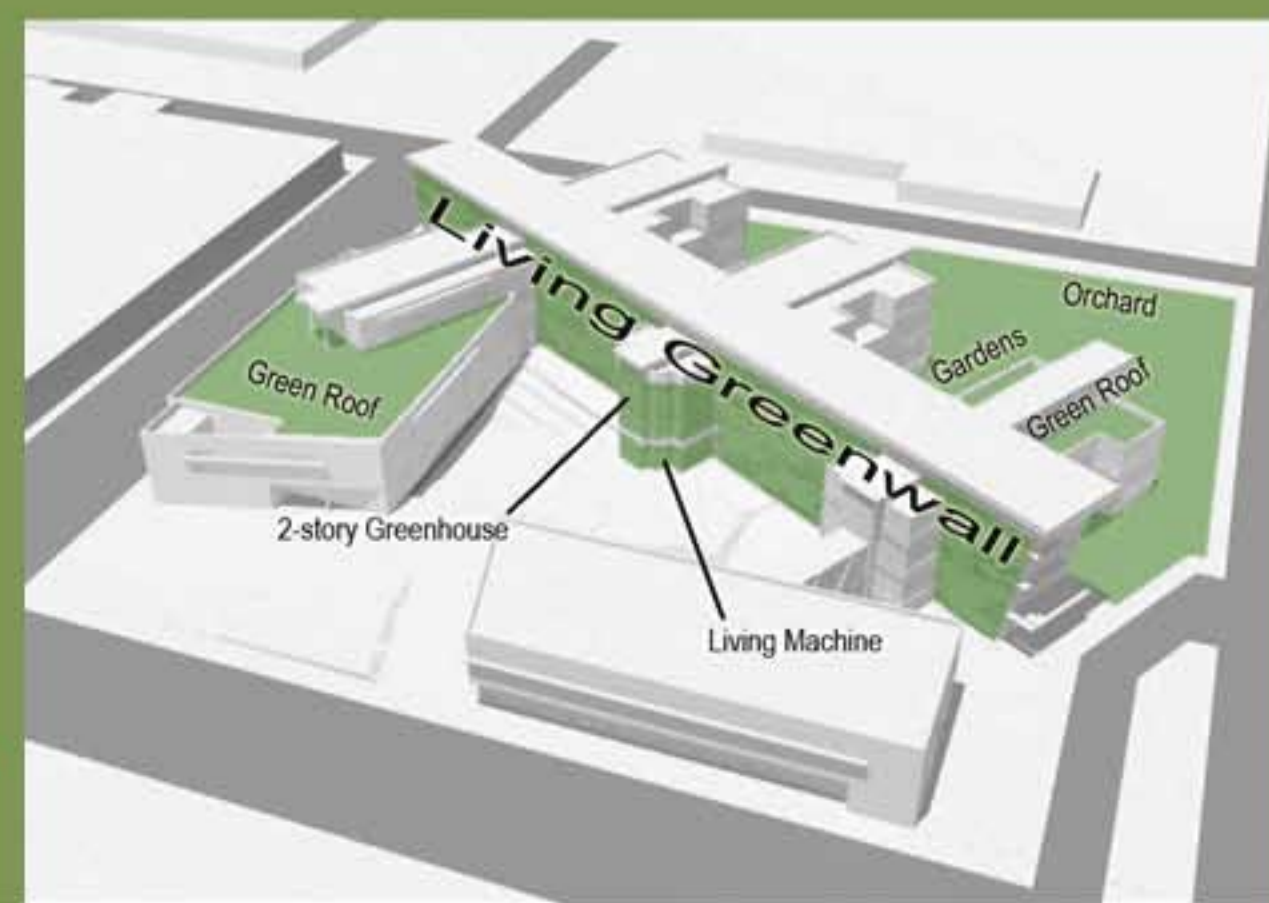 Living Greenwall
Orchard
Gardens
Green Roof
Green Roof
2-story Greenhouse
Living Machine